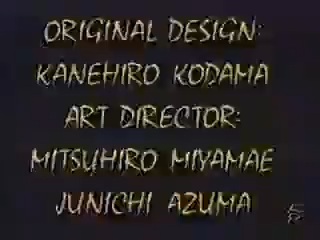 ORIGINAL DESIGN:
KANEHIRO KODAMA
ART DIRECTOR:
MITSUHIRO MIYAMAE
JUNICHI AZUMA